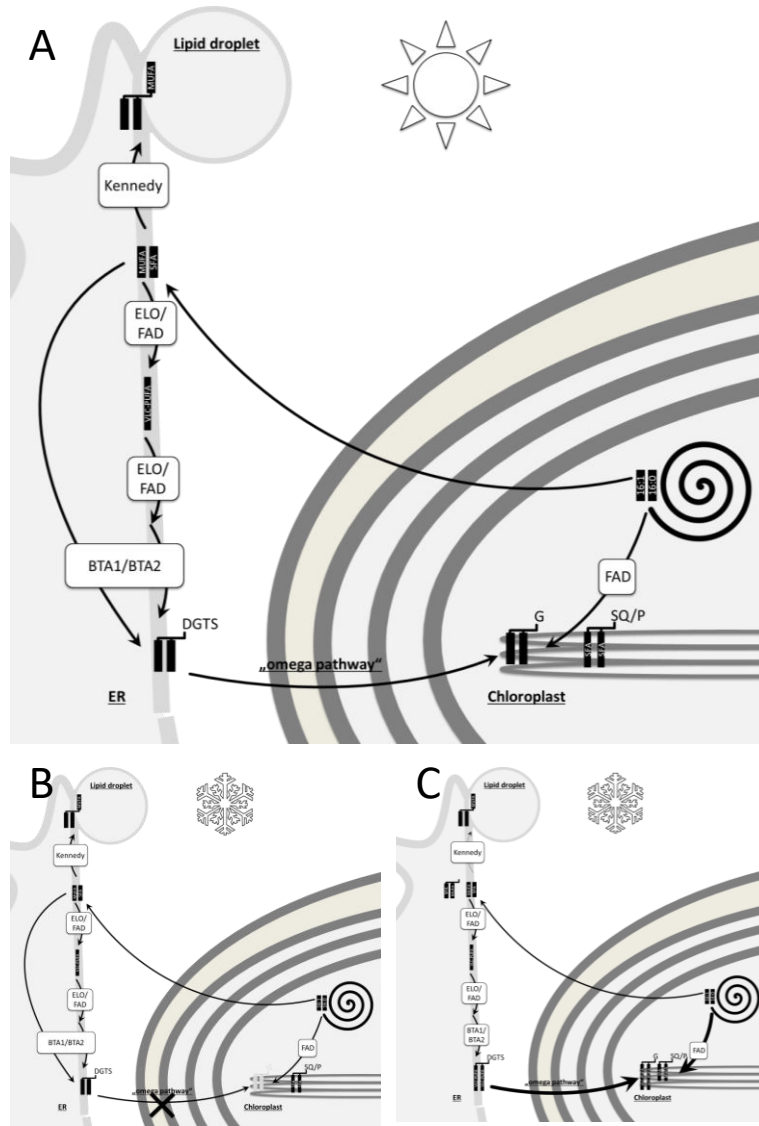 A
Lipid droplet
MUFA
Kennedy
MUFA
SFA
ELO/
FAD
VLC-PUFA
ELO/
FAD
16:1
16:0
BTA1/BTA2
FAD
DGTS
G
SQ/P
SFA
SFA
„omega pathway“
ER
Chloroplast
B
Lipid droplet
Kennedy
ELO/
FAD
ELO/
FAD
BTA1/BTA2
FAD
DGTS
SQ/P
„omega pathway“
ER
Chloroplast
C
Lipid droplet
Kennedy
ELO/
FAD
ELO/
FAD
BTA1/
BTA2
FAD
DGTS
G
SQ/P
„omega pathway“
ER
Chloroplast